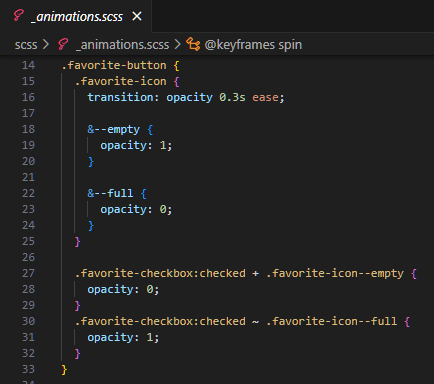 _animations.scss
scss > _animations.scss > @keyframes spin
14 .favorite-button {
15   .favorite-icon {
16     transition: opacity 0.3s ease;
17
18     &--empty {
19       opacity: 1;
20     }
21
22     &--full {
23       opacity: 0;
24     }
25   }
26
27   .favorite-checkbox:checked + .favorite-icon--empty {
28     opacity: 0;
29   }
30   .favorite-checkbox:checked ~ .favorite-icon--full {
31     opacity: 1;
32   }
33 }